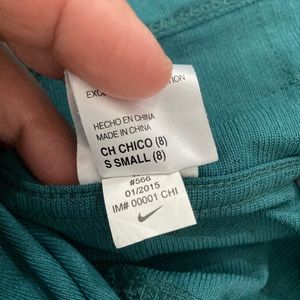 HECHO EN CHINA
MADE IN CHINA
CH CHICO (8)
S SMALL (8)
#566
01/2015
IM# 00001 CHI